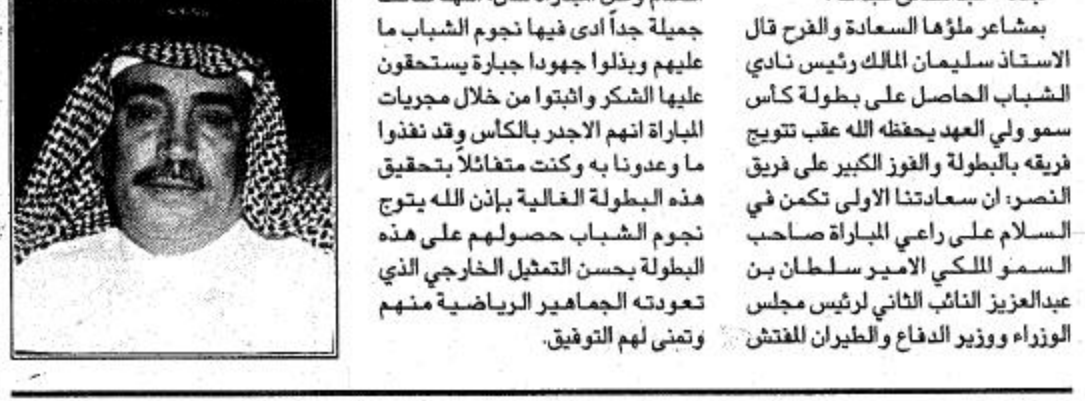 بمشاعر ملؤها السعادة والفرح قال
الاستاذ سليمان المالك رئيس نادي
الشباب الحاصل على بطولة كأس
سمو ولي العهد يحفظه الله عقب تتويج
فريقه بالبطولة والفوز الكبير على فريق
النصر: ان سعادتنا الاولى تكمن في
السلام على راعي المباراة صاحب
السمو الملكي الامير سلطان بن
عبدالعزيز النائب الثاني لرئيس مجلس
الوزراء ووزير الدفاع والطيران المفتش
جميلة جداً ادى فيها نجوم الشباب ما
عليهم وبذلوا جهودا جبارة يستحقون
عليها الشكر واثبتوا من خلال مجريات
المباراة انهم الاجدر بالكأس وقد نفذوا
ما وعدونا به وكنت متفائلاً بتحقيق
هذه البطولة الغالية بإذن الله يتوج
نجوم الشباب حصولهم على هذه
البطولة بحسن التمثيل الخارجي الذي
تعودته الجماهير الرياضية منهم
وتمنى لهم التوفيق.